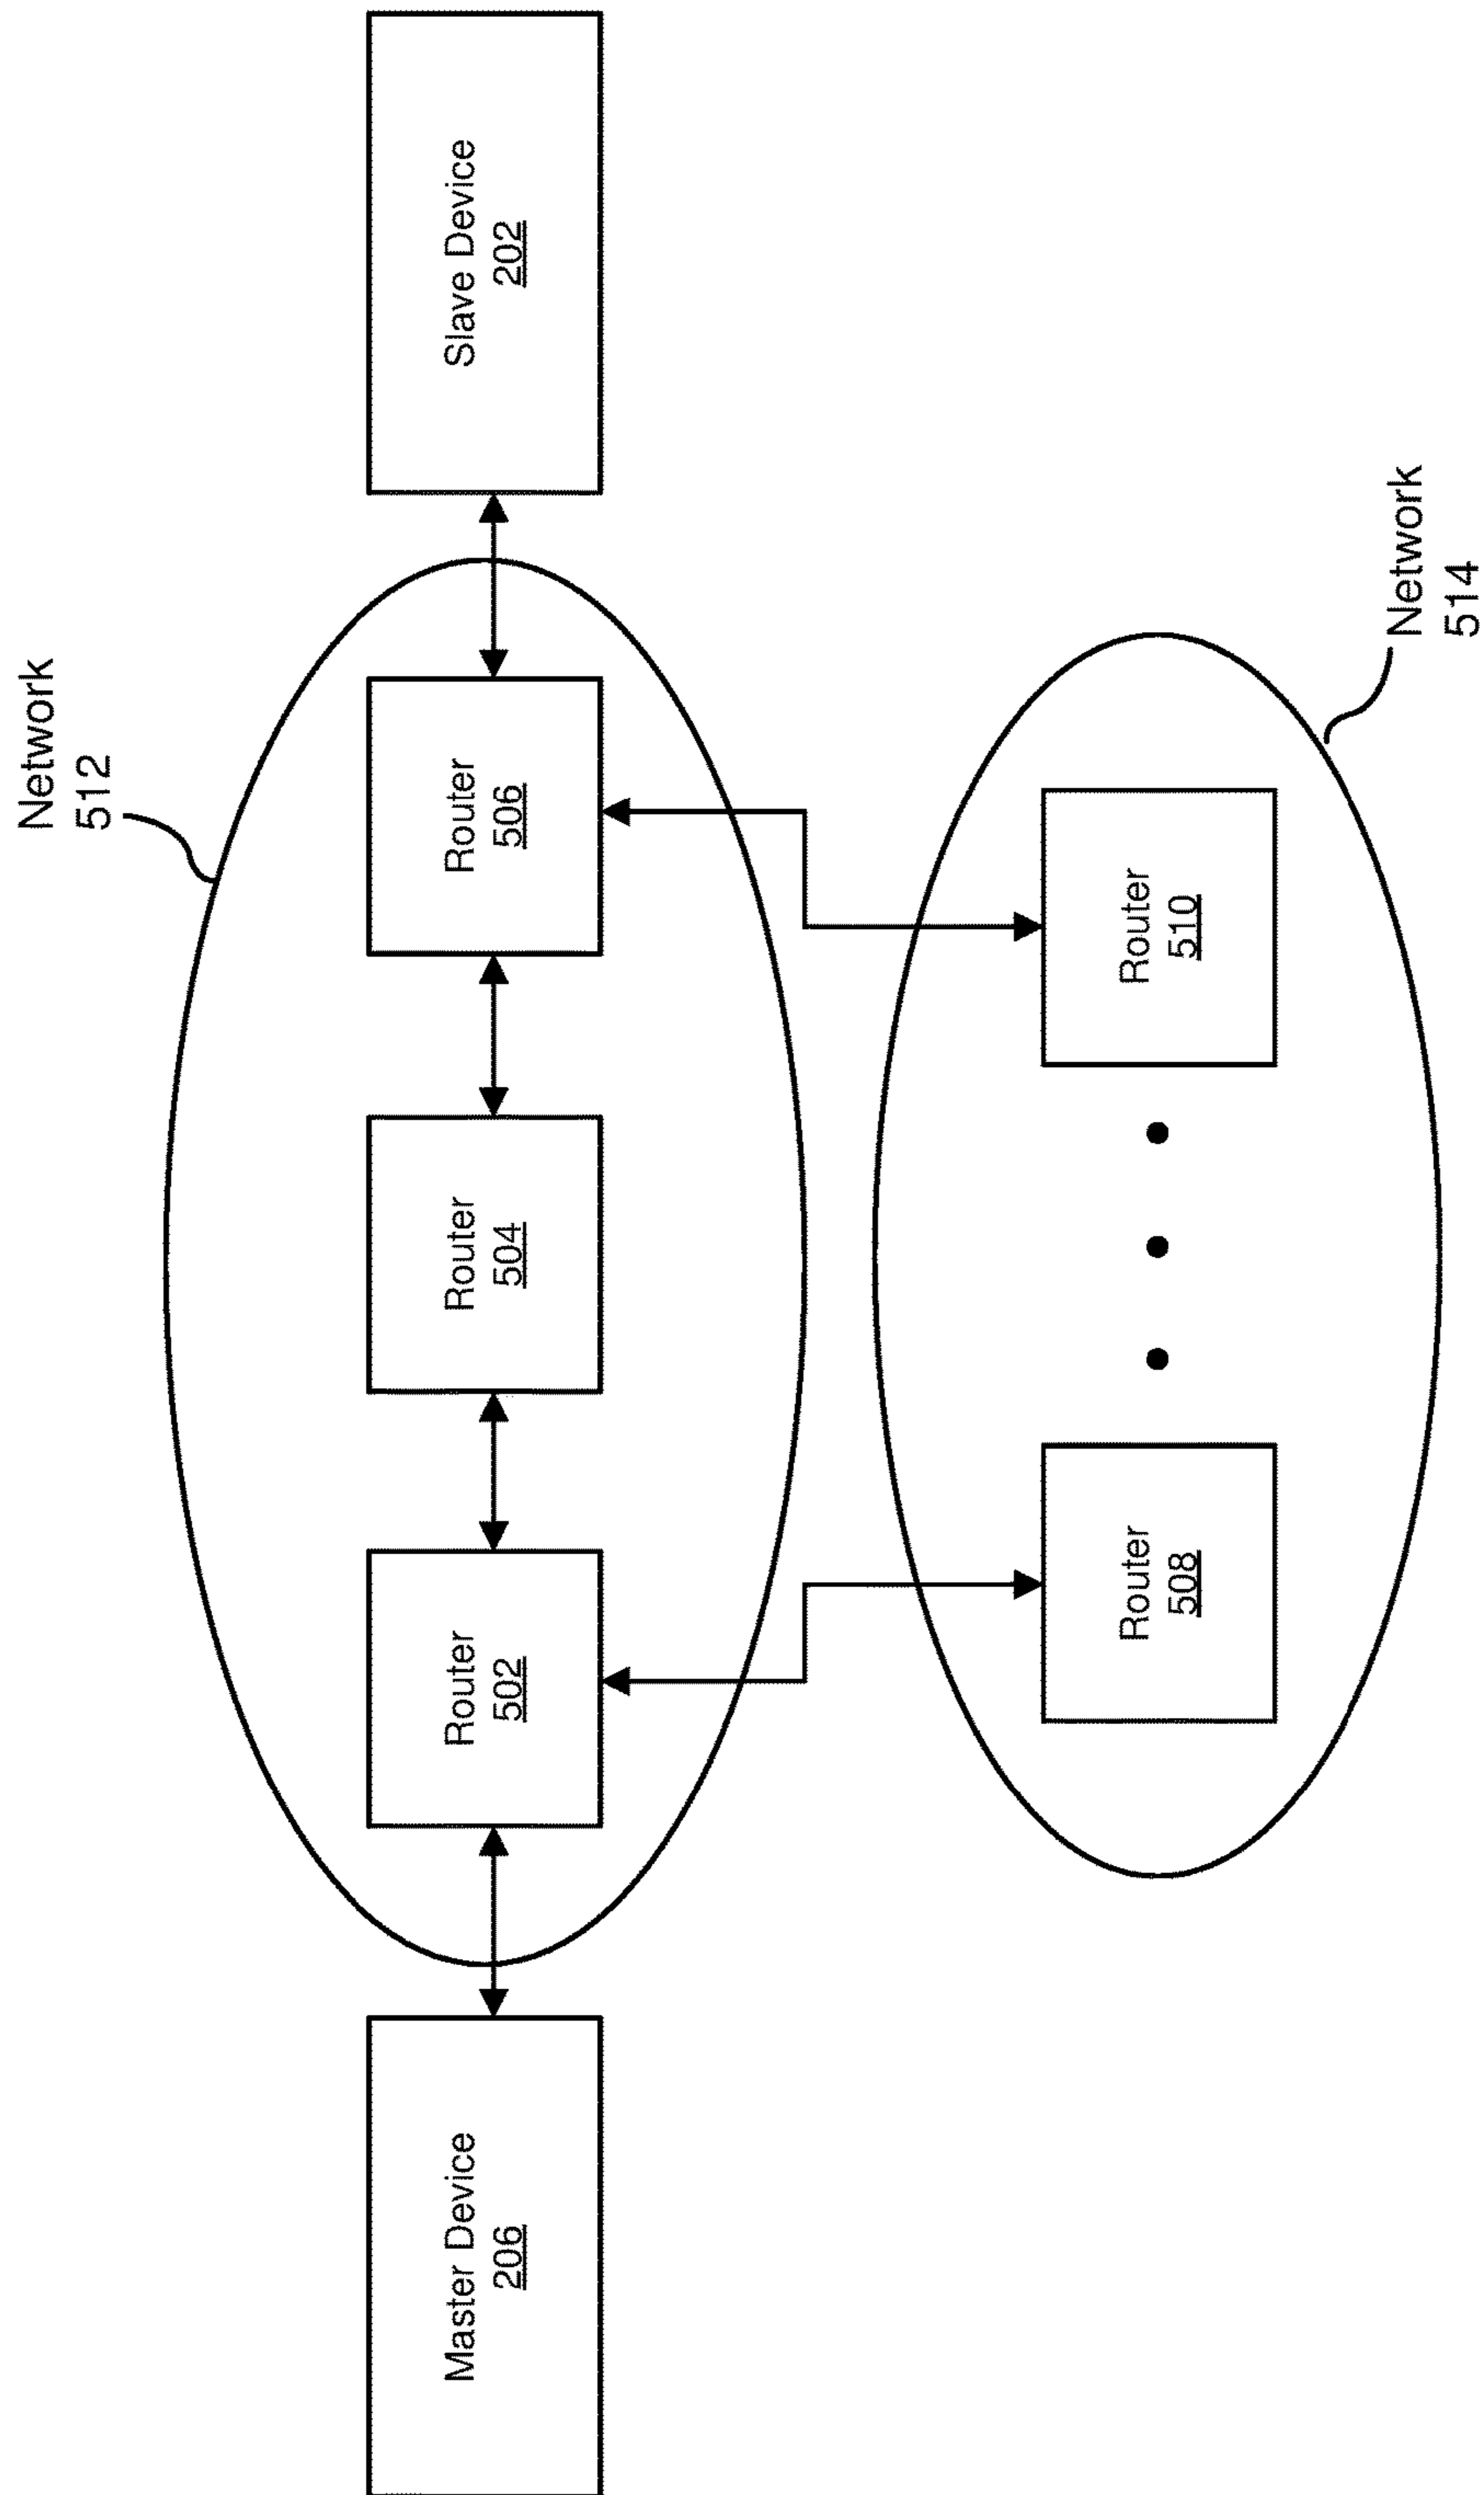 Network
512
Master Device
206
Router
502
Router
504
Router
506
Slave Device
202
Router
508
Router
510
Network
514